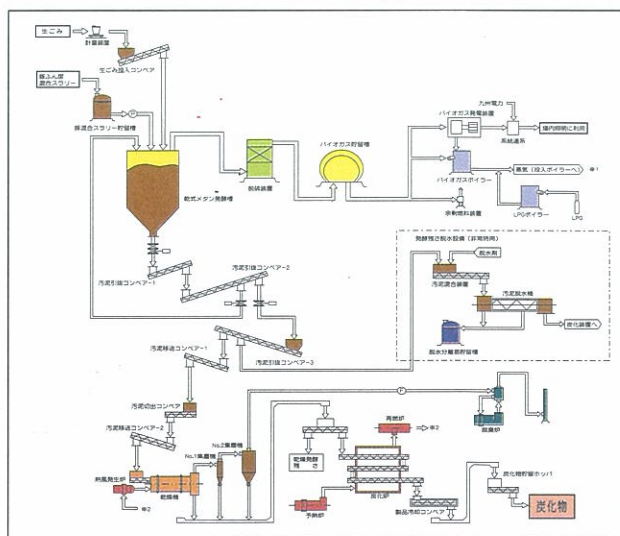 生ごみ
計量装置
生ごみ投入コンベア
豚ぷん尿
混合スラリー
豚混合スラリー貯留槽
P
乾式メタン発酵槽
脱硫装置
バイオガス貯留槽
九州電力
バイオガス発電装置
系統連系
場内照明に利用
バイオガスボイラー
蒸気(投入ボイラーへ)
※1
余剰燃料装置
LPGボイラー
LPG
汚泥引抜コンベアー1
汚泥引抜コンベアー2
発酵残さ脱水設備(非常時用)
脱水剤
汚泥混合装置
汚泥脱水機
炭化装置へ
脱水分離液貯留槽
汚泥引抜コンベアー3
汚泥移送コンベアー1
汚泥切出コンベア
汚泥移送コンベアー2
No.1集塵機
No.2集塵機
熱風発生炉
乾燥機
※2
乾燥発酵
残さ
再燃炉
※2
炭化炉
予熱炉
製品冷却コンベア
F
脱臭炉
炭化物貯留ホッパ
炭化物